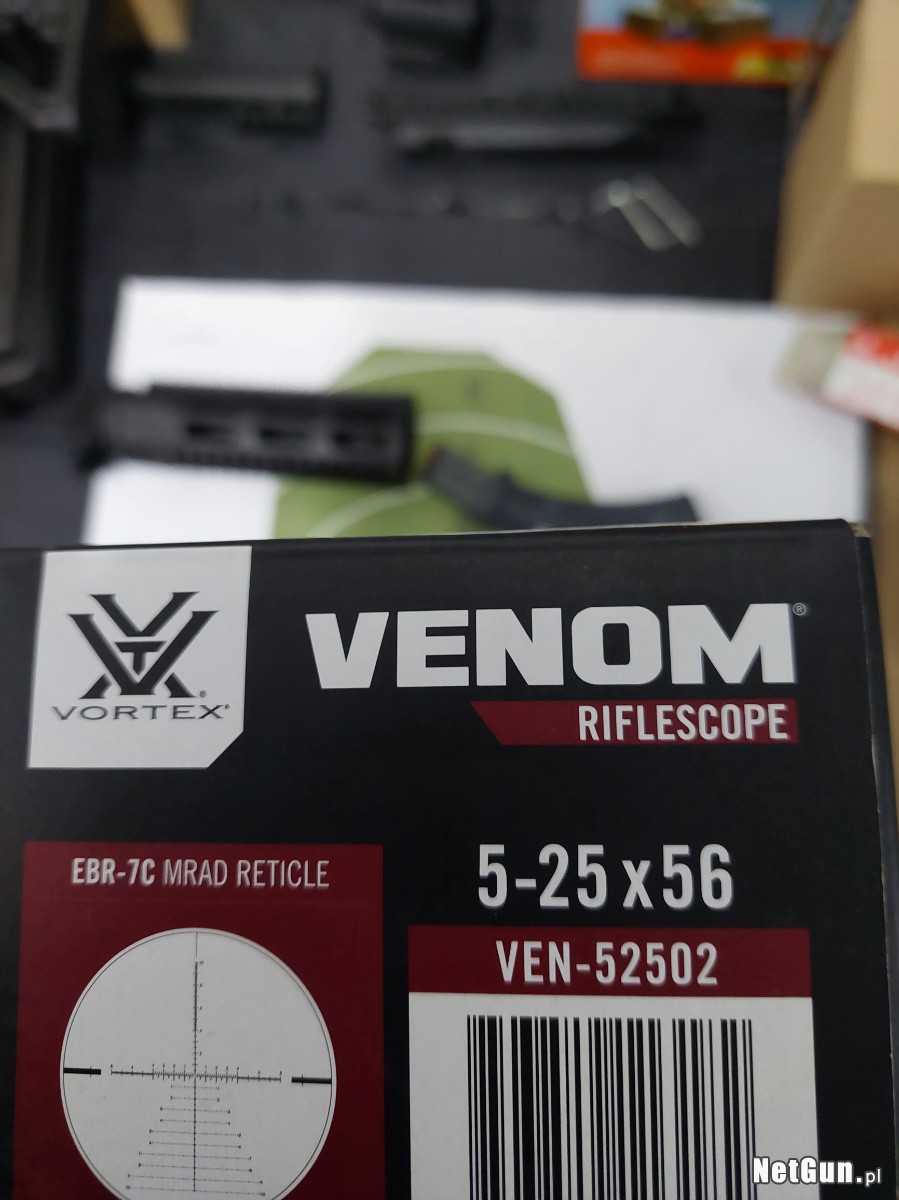 VENOM®
RIFLESCOPE
VORTEX®
EBR-7C MRAD RETICLE
5-25x56
VEN-52502
NetGun.pl